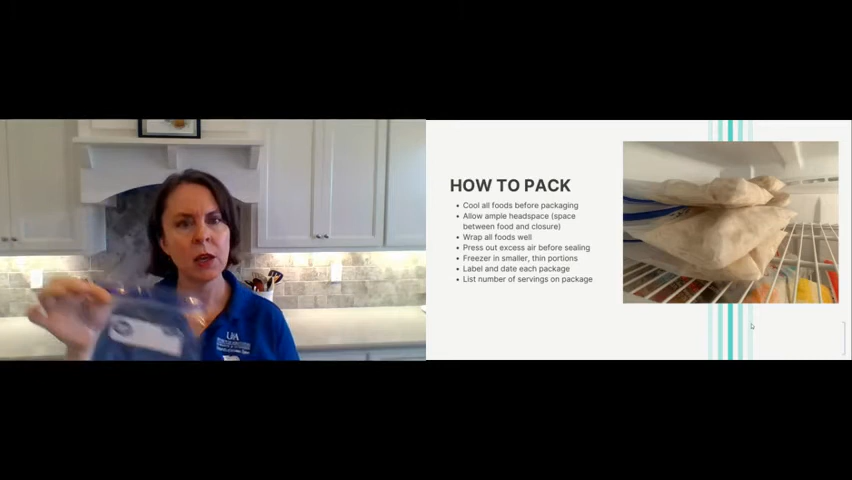 HOW TO PACK
• Cool all foods before packaging
• Allow ample headspace (space
between food and closure)
• Wrap all foods well
• Press out excess air before sealing
• Freezer in smaller, thin portions
• Label and date each package
• List number of servings on package